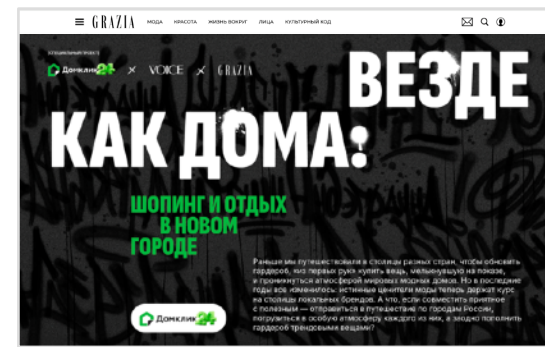 GRAZIA МОДА КРАСОТА ЖИЗНЬ ВОКРУГ ЛИЦА КУЛЬТУРНЫЙ КОД
СПЕЦИАЛЬНЫЙ ПРОЕКТ
Домклик 24 × VOICE × GRAZIA
ВЕЗДЕ
КАК ДОМА:
ШОПИНГ И ОТДЫХ
В НОВОМ
ГОРОДЕ
Раньше мы путешествовали в столицы разных стран, чтобы обновить
гардероб, «из первых рук» купить вещь, мелькнувшую на показе,
и проникнуться атмосферой мировых модных домов. Но в последние
годы все изменилось: истинные ценители моды теперь держат курс
на столицы локальных брендов. А что, если совместить приятное
с полезным — отправиться в путешествие по городам России,
погрузиться в особую атмосферу каждого из них, а заодно пополнить
гардероб трендовыми вещами?
Домклик 24